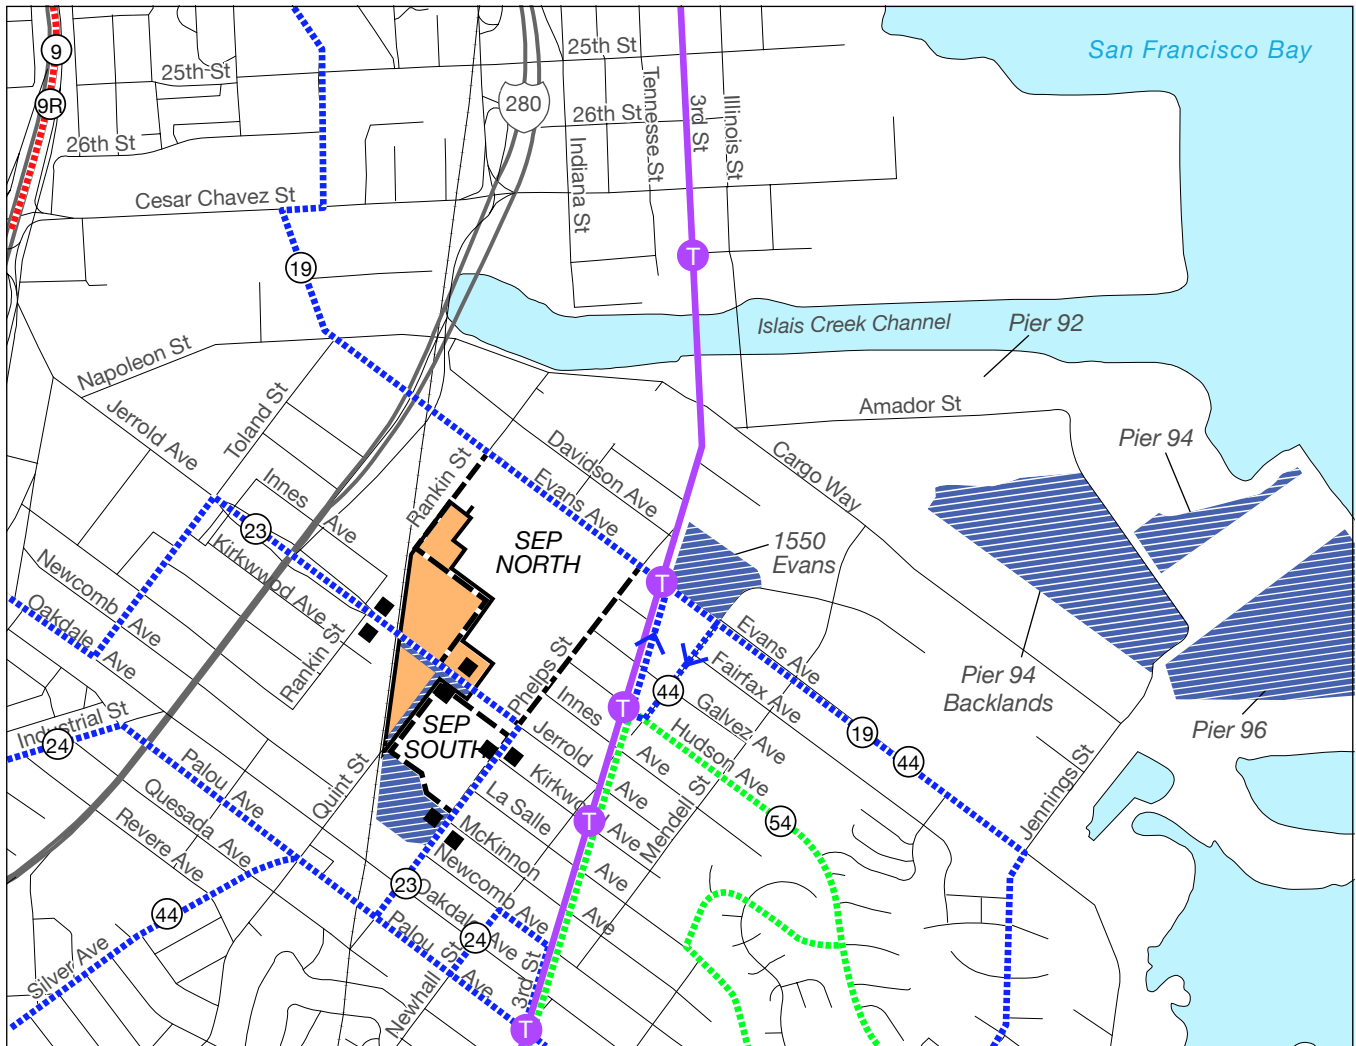 San Francisco Bay
9
25th St
25th St
280
9R
Tennesse St
3rd St
Illinois St
26th St
26th St
Indiana St
Cesar Chavez St
T
19
Islais Creek Channel
Pier 92
Napoleon St
Amador St
Jerrold Ave
Toland St
Pier 94
Davidson Ave
Cargo Way
Rankin St
Innes Ave
Evans Ave
23
SEP
NORTH
1550
Evans
Kirkwwod Ave
T
Newcomb Ave
Oakdale Ave
Rankin St
Evans Ave
Phelps St
Fairfax Ave
Pier 94
Backlands
44
Innes Ave
Galvez Ave
T
Industrial St
24
SEP
SOUTH
Jerrold Ave
Hudson Ave
19
Pier 96
44
Palou Ave
Quint St
Kirkwo Ave
Mendell St
Jennings St
Quesada Ave
La Salle Ave
T
54
Revere Ave
McKinnon Ave
Newcomb Ave
23
Oakdale Ave
44
Palou Ave
24
Silver Ave
Newhall St
3rd St
T